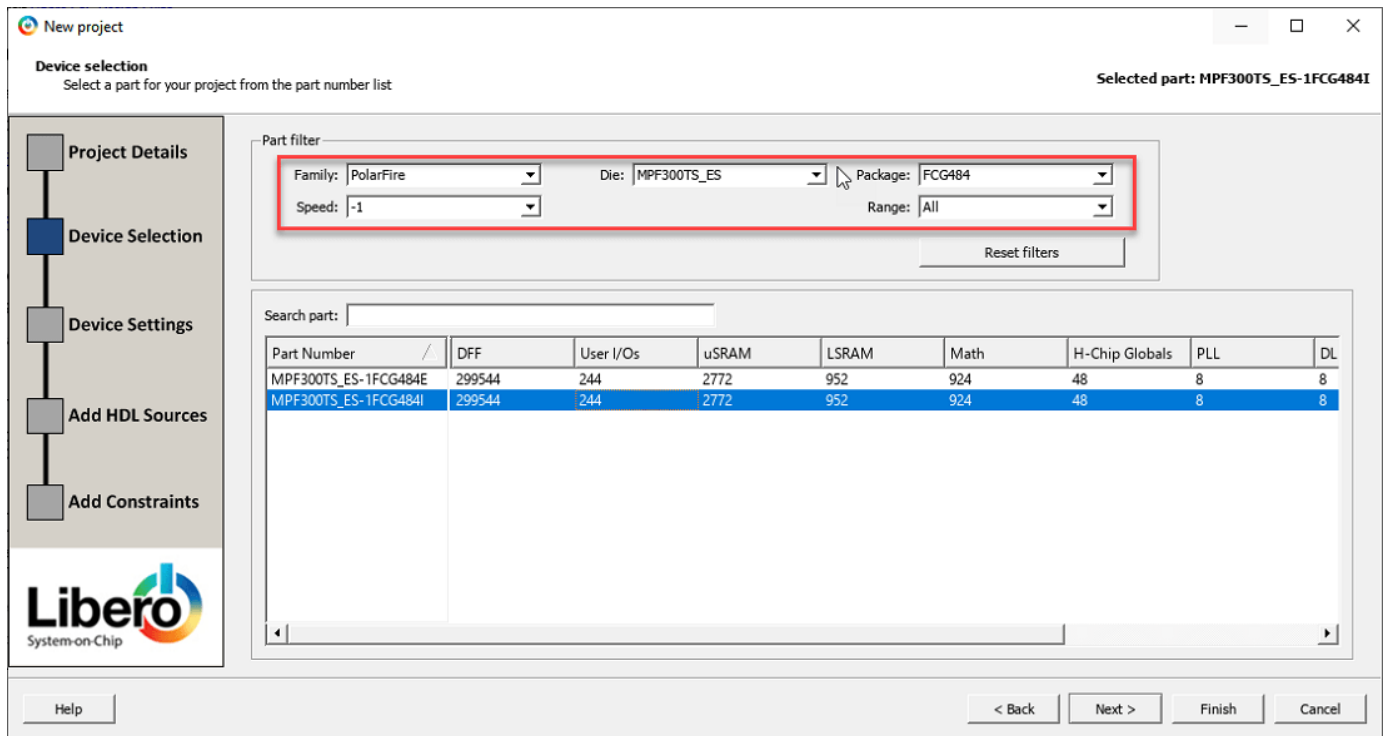 New project
Device selection
Select a part for your project from the part number list
Selected part: MPF300TS_ES-1FCG484I
Project Details
Device Selection
Device Settings
Add HDL Sources
Add Constraints
Libero
System-on-Chip
Part filter
Family: PolarFire Die: MPF300TS_ES Package: FCG484
Speed: -1 Range: All
Reset filters
Search part:
Part Number DFF User I/Os uSRAM LSRAM Math H-Chip Globals PLL DL
MPF300TS_ES-1FCG484E 299544 244 2772 952 924 48 8 8
MPF300TS_ES-1FCG484I 299544 244 2772 952 924 48 8 8
Help < Back Next > Finish Cancel